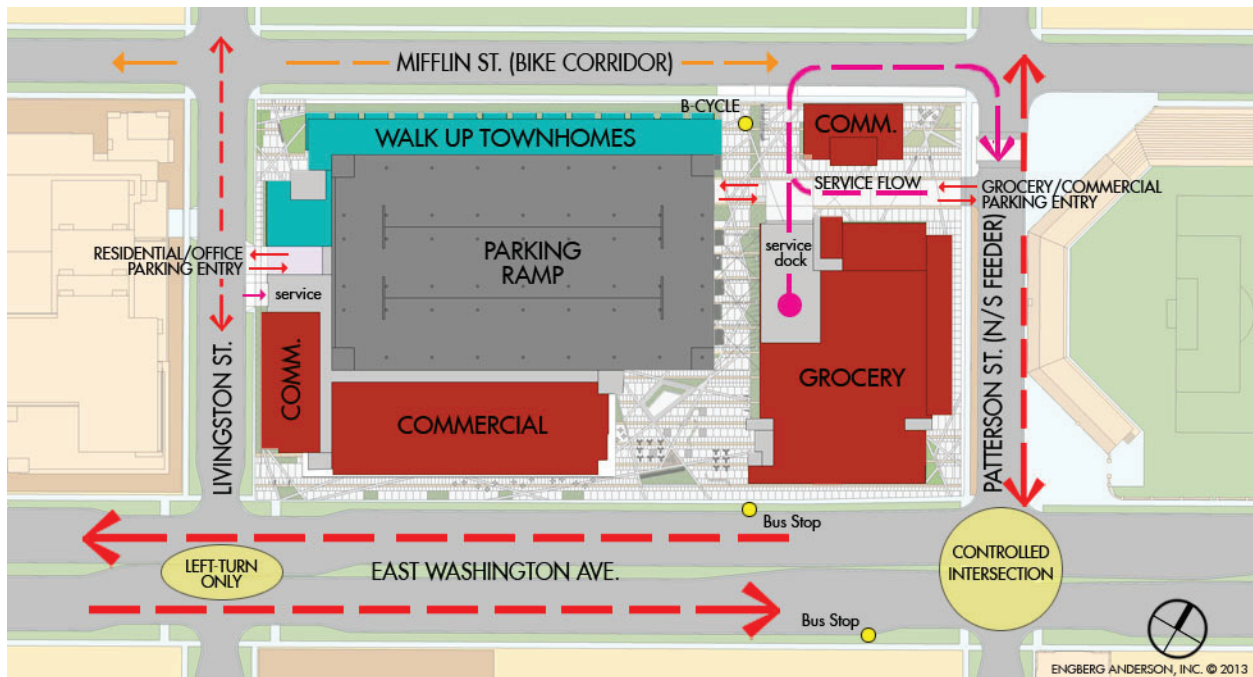 MIFFLIN ST. (BIKE CORRIDOR)
B-CYCLE
COMM.
WALK UP TOWNHOMES
SERVICE FLOW
GROCERY/COMMERCIAL
PARKING ENTRY
RESIDENTIAL/OFFICE
PARKING ENTRY
PARKING
RAMP
service
dock
service
LIVINGSTON ST.
COMM.
COMMERCIAL
GROCERY
PATTERSON ST. (N/S FEEDER)
Bus Stop
LEFT-TURN
ONLY
EAST WASHINGTON AVE.
CONTROLLED
INTERSECTION
Bus Stop
ENGBERG ANDERSON, INC. © 2013